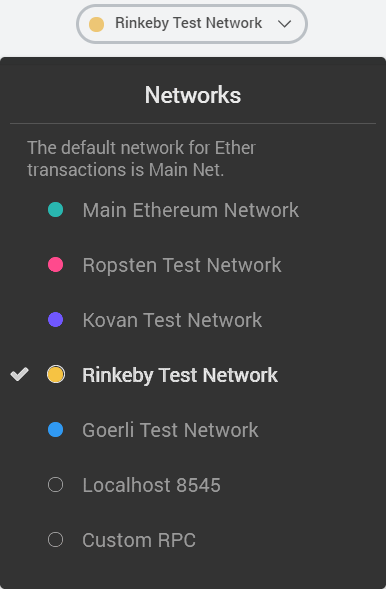 Rinkeby Test Network
Networks
The default network for Ether
transactions is Main Net.
Main Ethereum Network
Ropsten Test Network
Kovan Test Network
Rinkeby Test Network
Goerli Test Network
Localhost 8545
Custom RPC